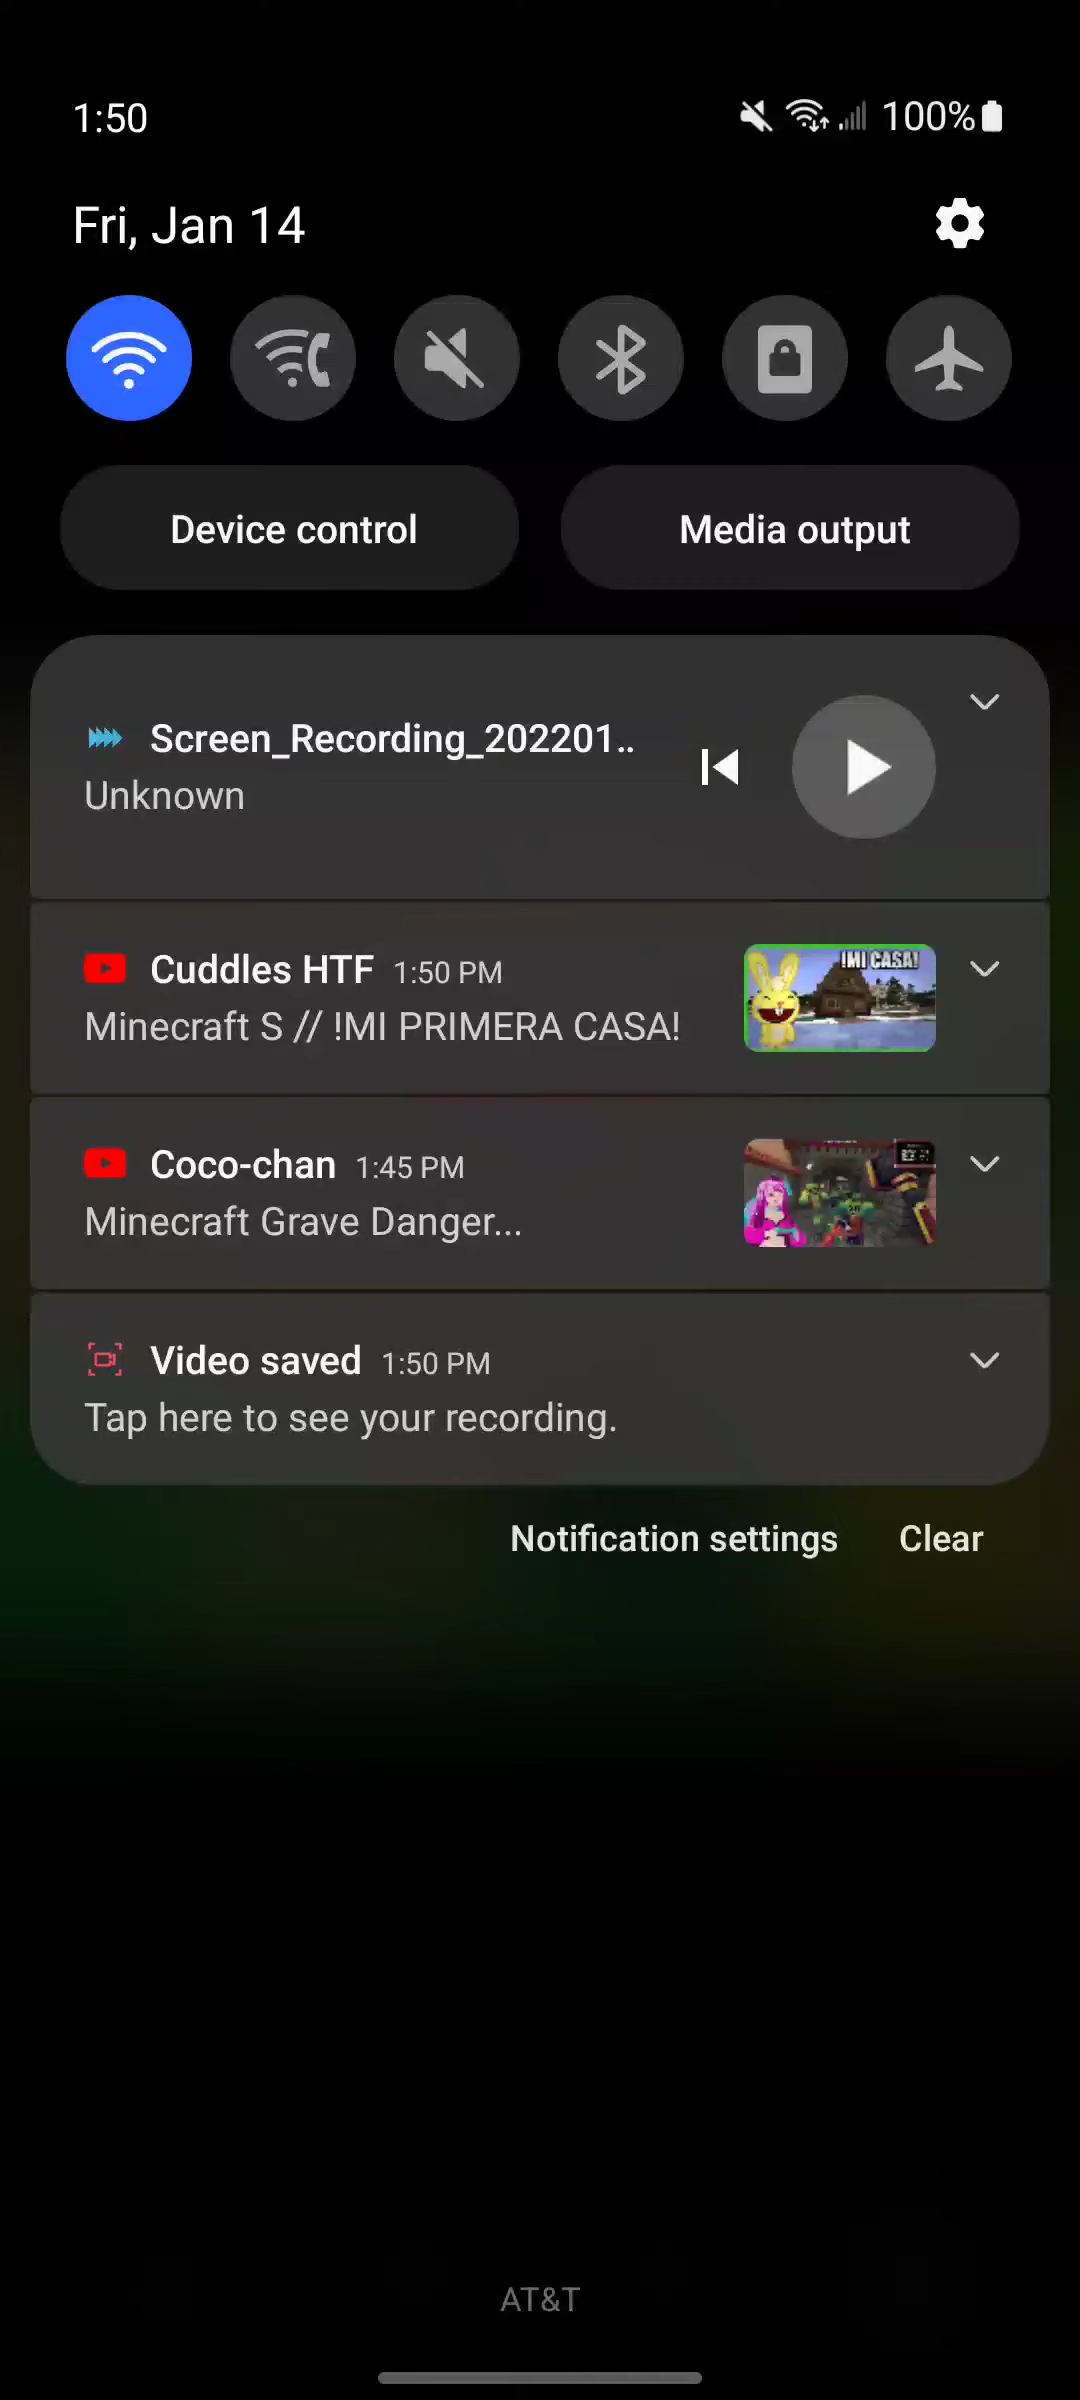 1:50
100%
Fri, Jan 14
Device control
Media output
Screen_Recording_202201..
Unknown
Cuddles HTF 1:50 PM
Minecraft S // !MI PRIMERA CASA!
!MI CASA!
Coco-chan 1:45 PM
Minecraft Grave Danger...
Video saved 1:50 PM
Tap here to see your recording.
Notification settings
Clear
AT&T